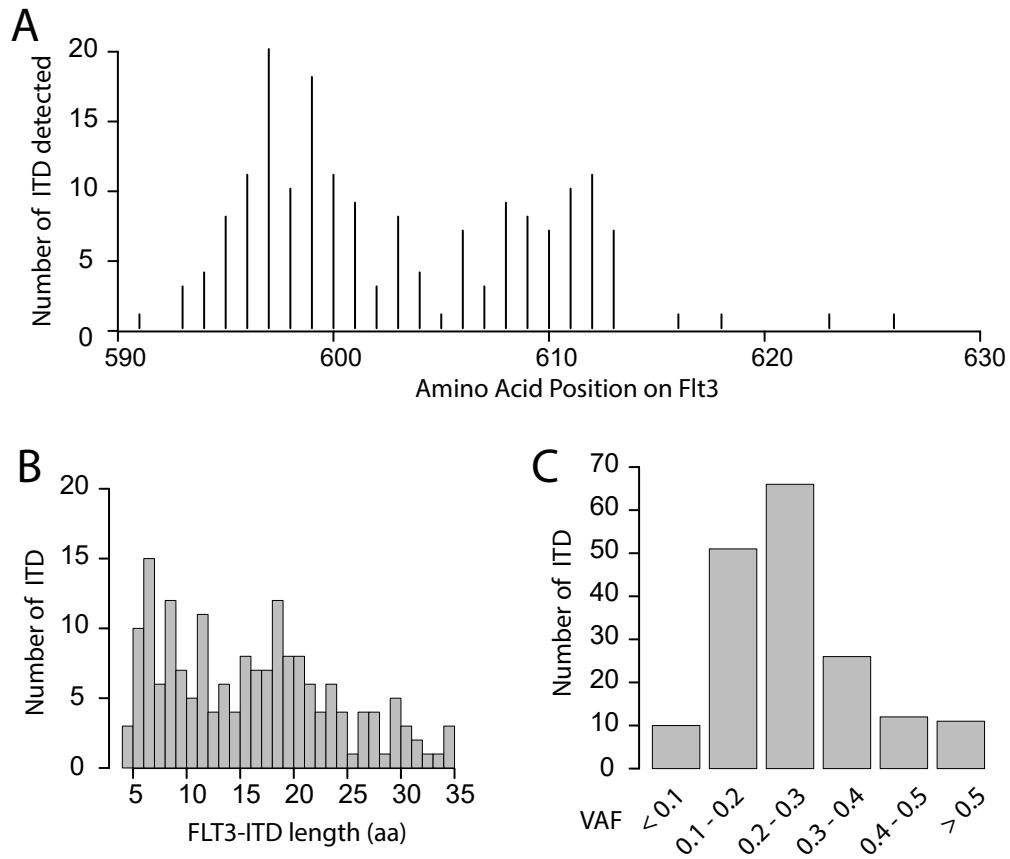 A
Number of ITD detected
20
15
10
5
0
590 600 610 620 630
Amino Acid Position on Flt3
B
Number of ITD
20
15
10
5
0
5 10 15 20 25 30 35
FLT3-ITD length (aa)
C
Number of ITD
70
60
50
40
30
20
10
0
VAF < 0.1 0.1 - 0.2 0.2 - 0.3 0.3 - 0.4 0.4 - 0.5 > 0.5